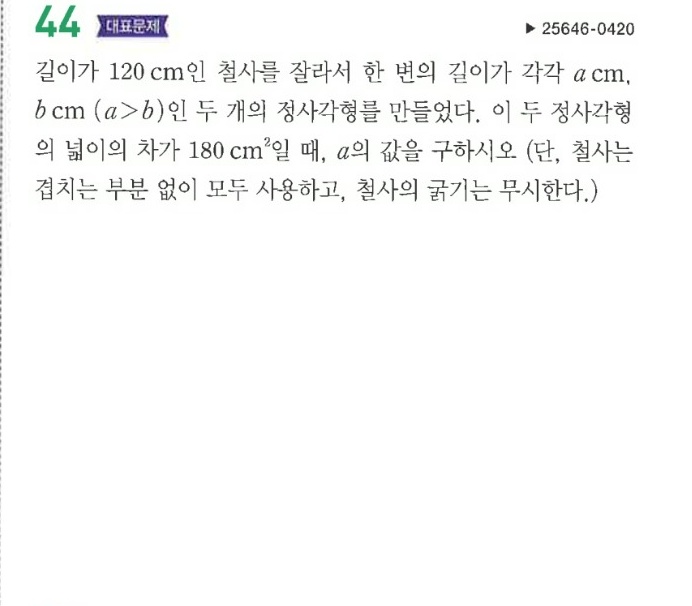 44 대표문제 ▶ 25646-0420
길이가 120 cm인 철사를 잘라서 한 변의 길이가 각각 a cm,
b cm (a>b)인 두 개의 정사각형를 만들었다. 이 두 정사각형
의 넓이의 차가 180 cm²일 때, a의 값을 구하시오 (단, 철사는
겹치는 부분 없이 모두 사용하고, 철사의 굵기는 무시한다.)